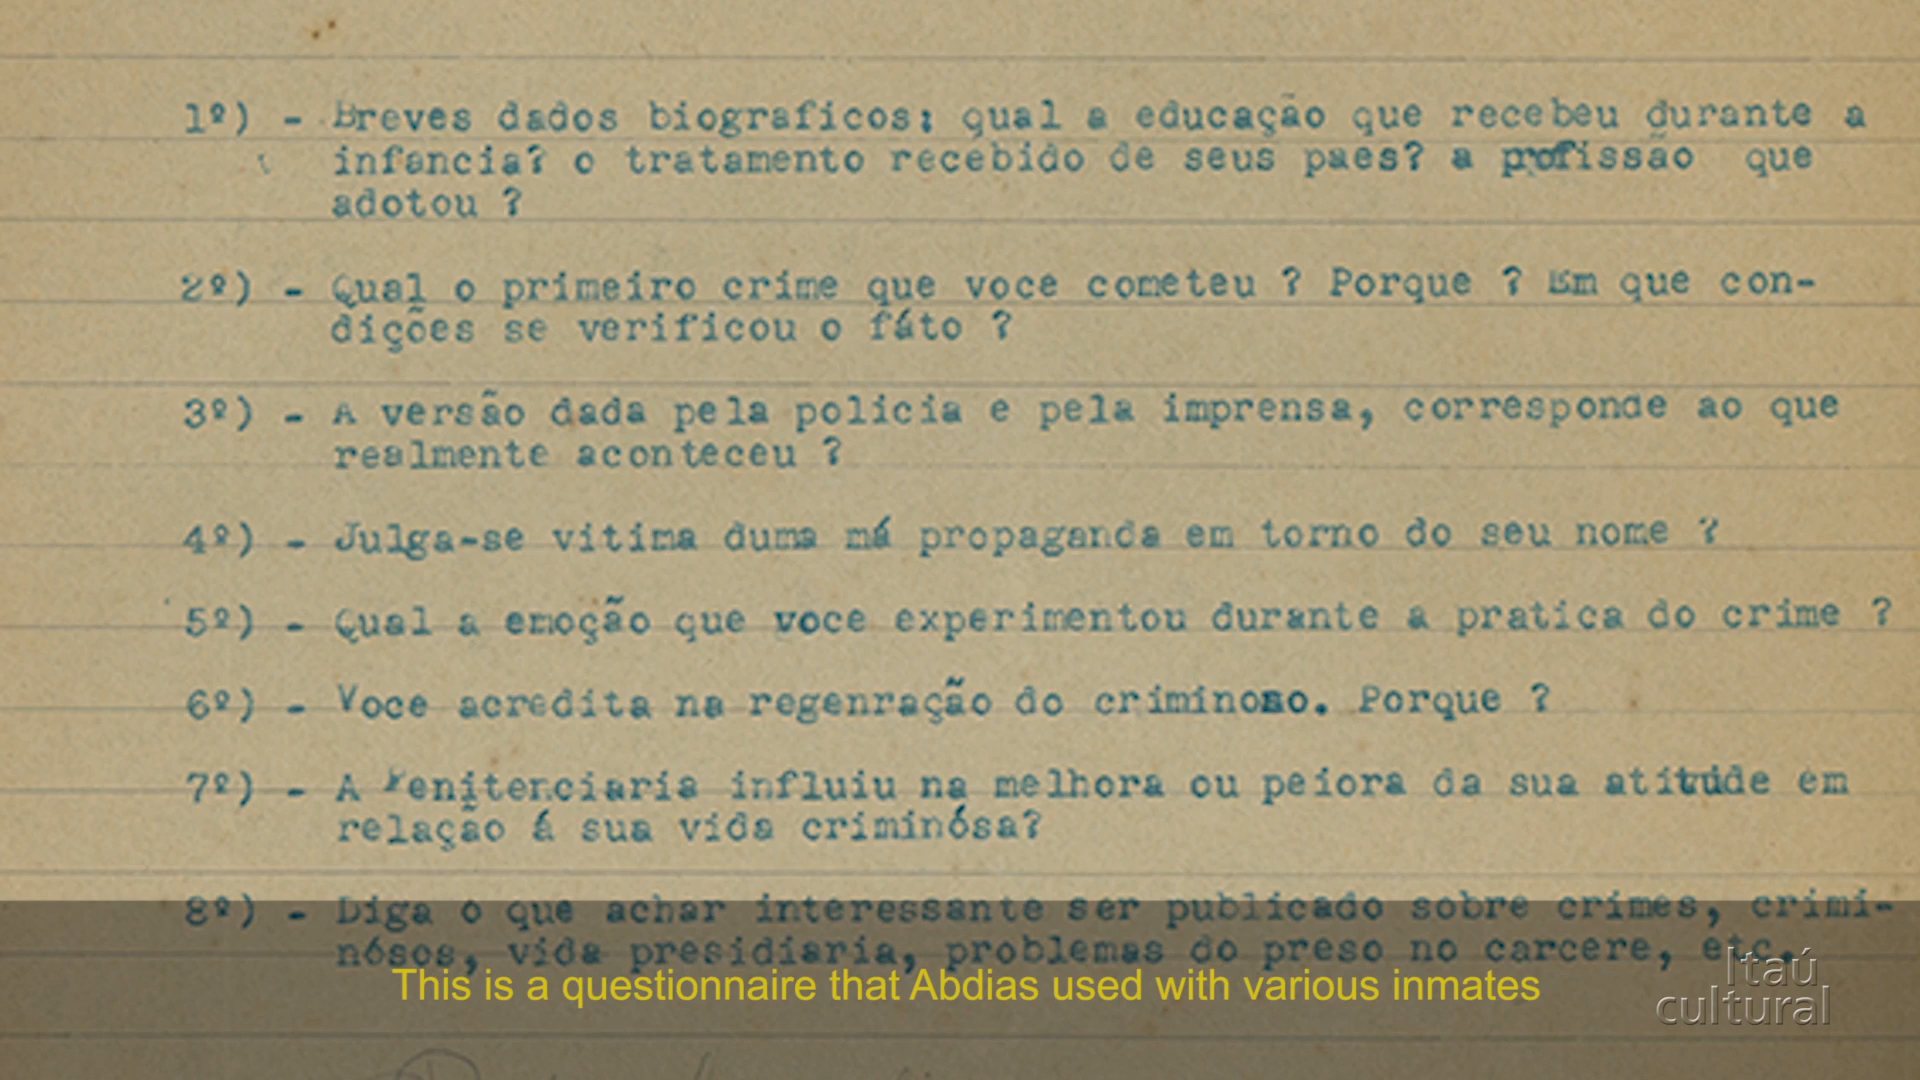 1º) - Breves dados biograficos; qual a educação que recebeu durante a
infancia? o tratamento recebido de seus paes? a profissão que
adotou ?
2º) - Qual o primeiro crime que voce cometeu ? Porque ? Em que con-
dições se verificou o fáto ?
3º) - A versão dada pela policia e pela imprensa, corresponde ao que
realmente aconteceu ?
4º) - Julga-se vitima duma má propaganda em torno do seu nome ?
5º) - Qual a emoção que voce experimentou durante a pratica do crime ?
6º) - Voce acredita na regenração do criminoso. Porque ?
7º) - A Penitenciaria influiu na melhora ou peiora da sua atitude em
relação á sua vida criminósa?
8º) - Diga o que achar interessante ser publicado sobre crimes, crimi-
nósos, vida presidiaria, problemas do preso no carcere, etc.
This is a questionnaire that Abdias used with various inmates
Itaú
cultural